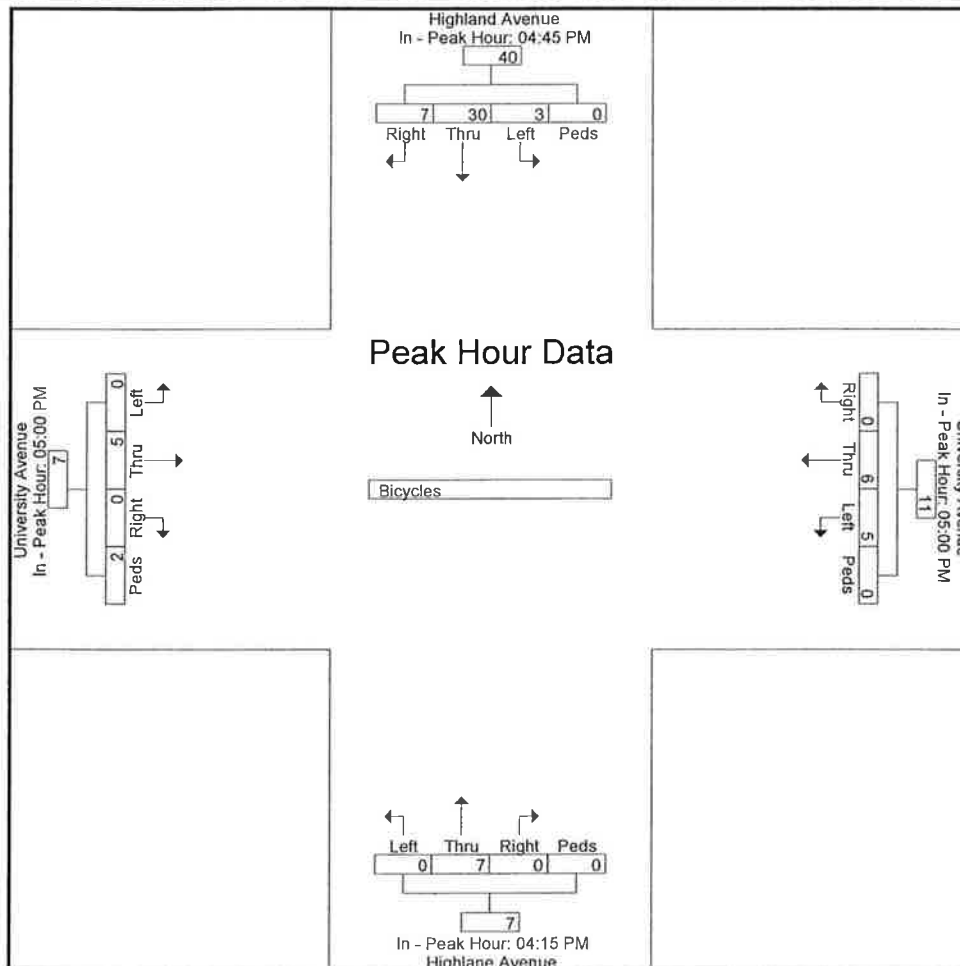 Highland Avenue
In - Peak Hour: 04:45 PM
40
7 30 3 0
Right Thru Left Peds
Peak Hour Data
North
Bicycles
University Avenue
In - Peak Hour: 05:00 PM
7
0 5 0 2
Left Thru Right Peds
Right Thru Left Peds
0 6 5 0
11
In - Peak Hour: 05:00 PM
University Avenue
Left Thru Right Peds
0 7 0 0
7
In - Peak Hour: 04:15 PM
Highlane Avenue